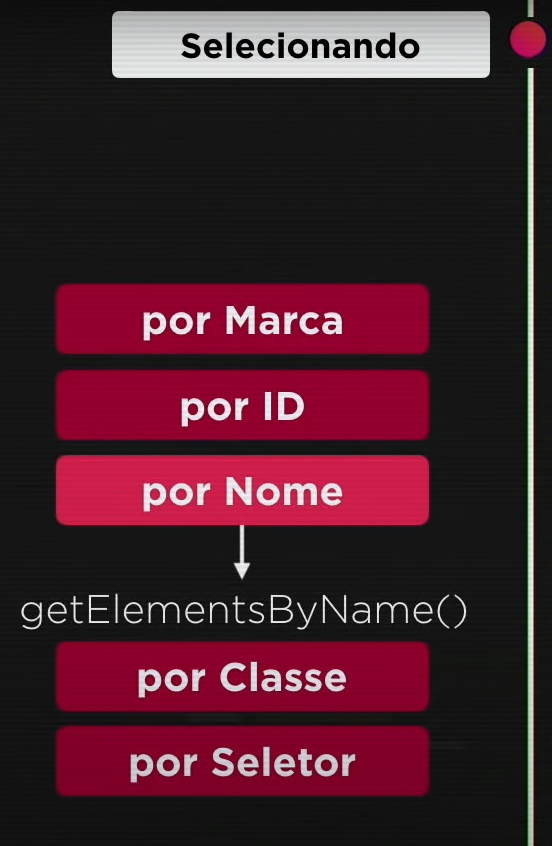 Selecionando
por Marca
por ID
por Nome
getElementsByName()
por Classe
por Seletor